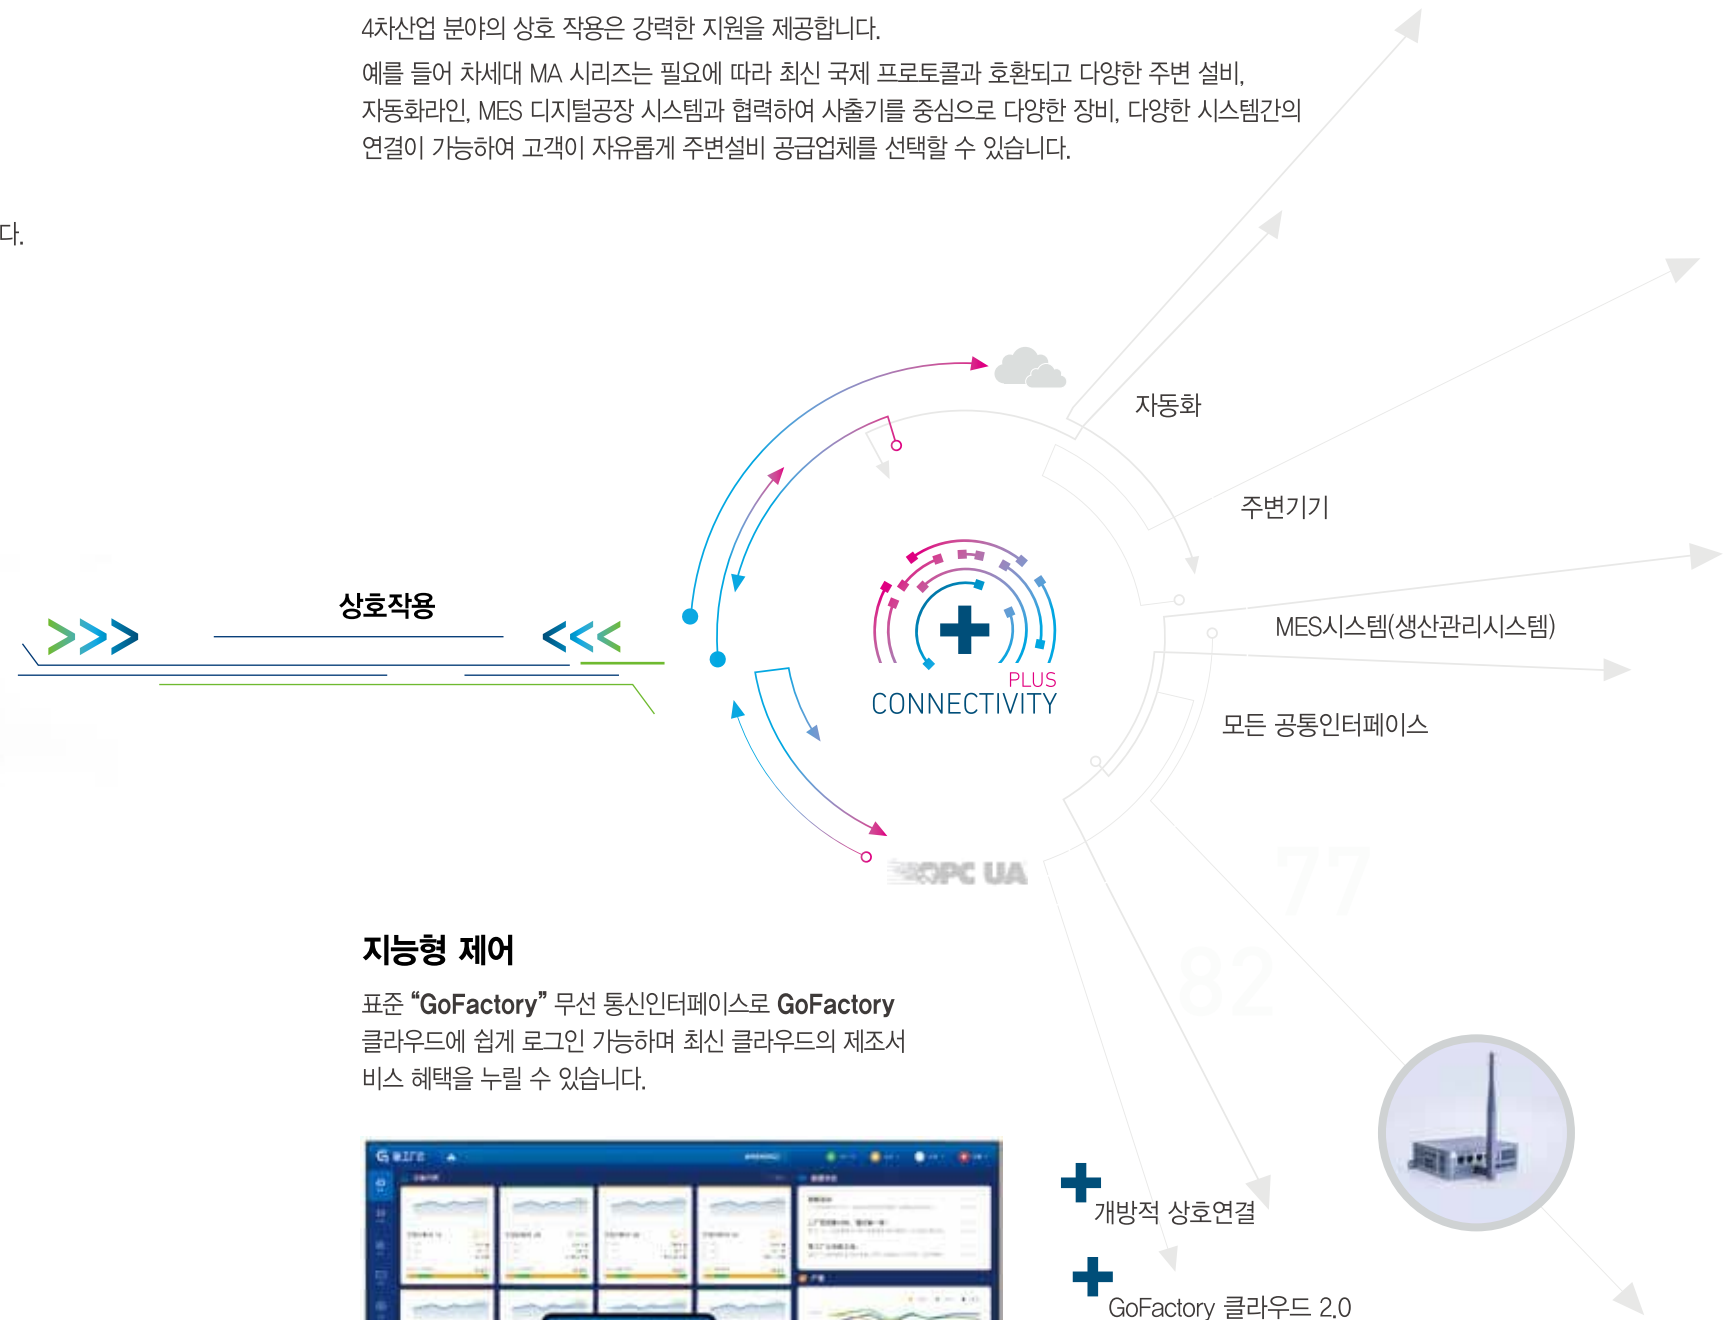 4차산업 분야의 상호 작용은 강력한 지원을 제공합니다.
예를 들어 차세대 MA 시리즈는 필요에 따라 최신 국제 프로토콜과 호환되고 다양한 주변 설비,
자동화라인, MES 디지털공장 시스템과 협력하여 사출기를 중심으로 다양한 장비, 다양한 시스템간의
연결이 가능하여 고객이 자유롭게 주변설비 공급업체를 선택할 수 있습니다.
다.
자동화
주변기기
상호작용
MES시스템(생산관리시스템)
PLUS
CONNECTIVITY
모든 공통인터페이스
OPC UA
77
82
지능형 제어
표준 “GoFactory” 무선 통신인터페이스로 GoFactory
클라우드에 쉽게 로그인 가능하며 최신 클라우드의 제조서
비스 혜택을 누릴 수 있습니다.
개방적 상호연결
GoFactory 클라우드 2.0